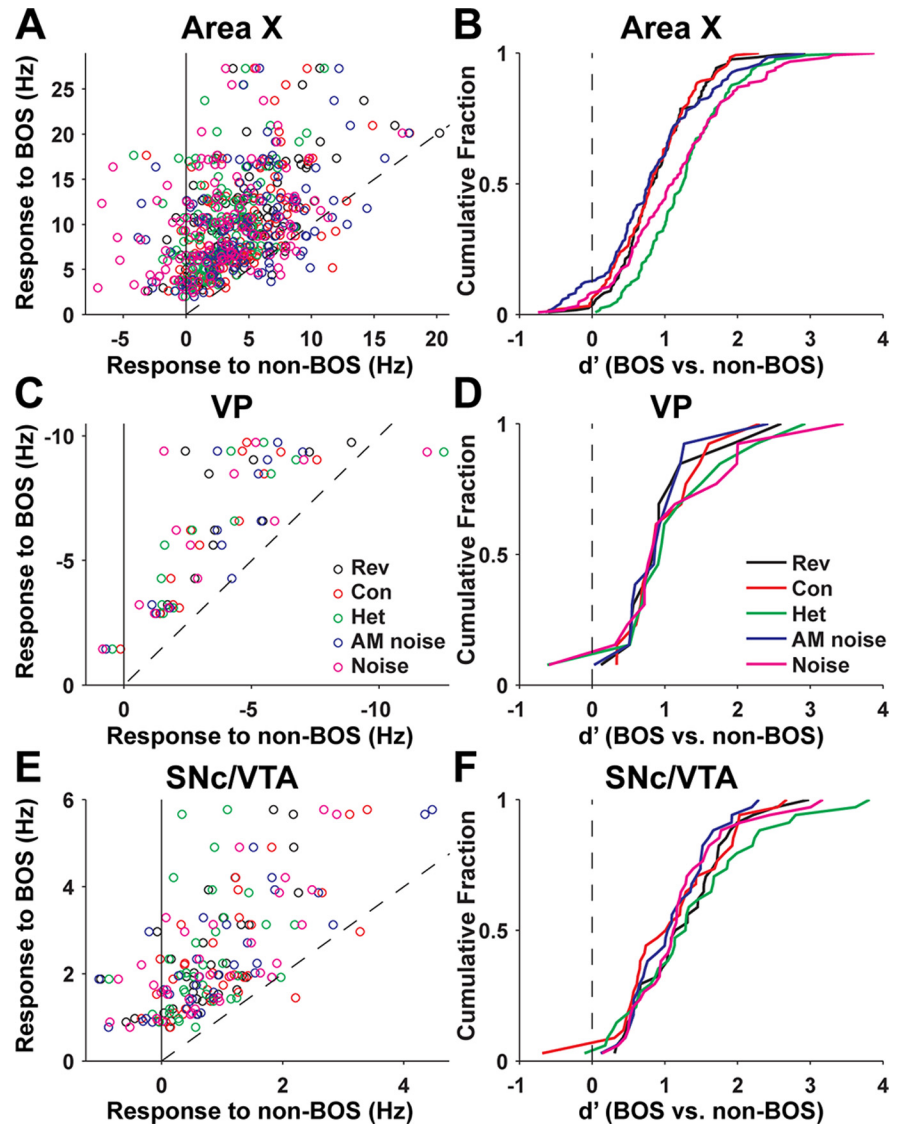 A
Area X
Response to BOS (Hz)
25
20
15
10
5
0
-5 0 5 10 15 20
Response to non-BOS (Hz)
B
Area X
Cumulative Fraction
1
0.5
0
-1 0 1 2 3 4
d' (BOS vs. non-BOS)
C
VP
Response to BOS (Hz)
-10
-5
0
0 -5 -10
Response to non-BOS (Hz)
Rev
Con
Het
AM noise
Noise
D
VP
Cumulative Fraction
1
0.5
0
-1 0 1 2 3 4
d' (BOS vs. non-BOS)
Rev
Con
Het
AM noise
Noise
E
SNc/VTA
Response to BOS (Hz)
6
4
2
0
0 2 4
Response to non-BOS (Hz)
F
SNc/VTA
Cumulative Fraction
1
0.5
0
-1 0 1 2 3 4
d' (BOS vs. non-BOS)